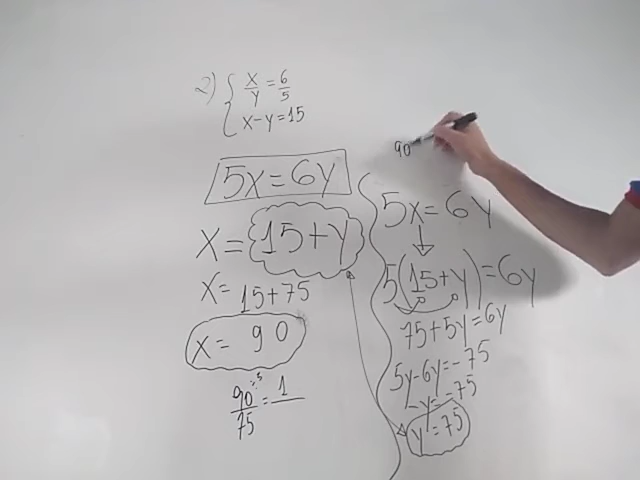 2) { x/y = 6/5
x-y=15
5x=6y
x= 15+y
x= 15+75
x= 90
90/75 :5 = 1
90
5x=6y
5(15+y)=6y
75+5y=6y
5y-6y=-75
-y=-75
y=75